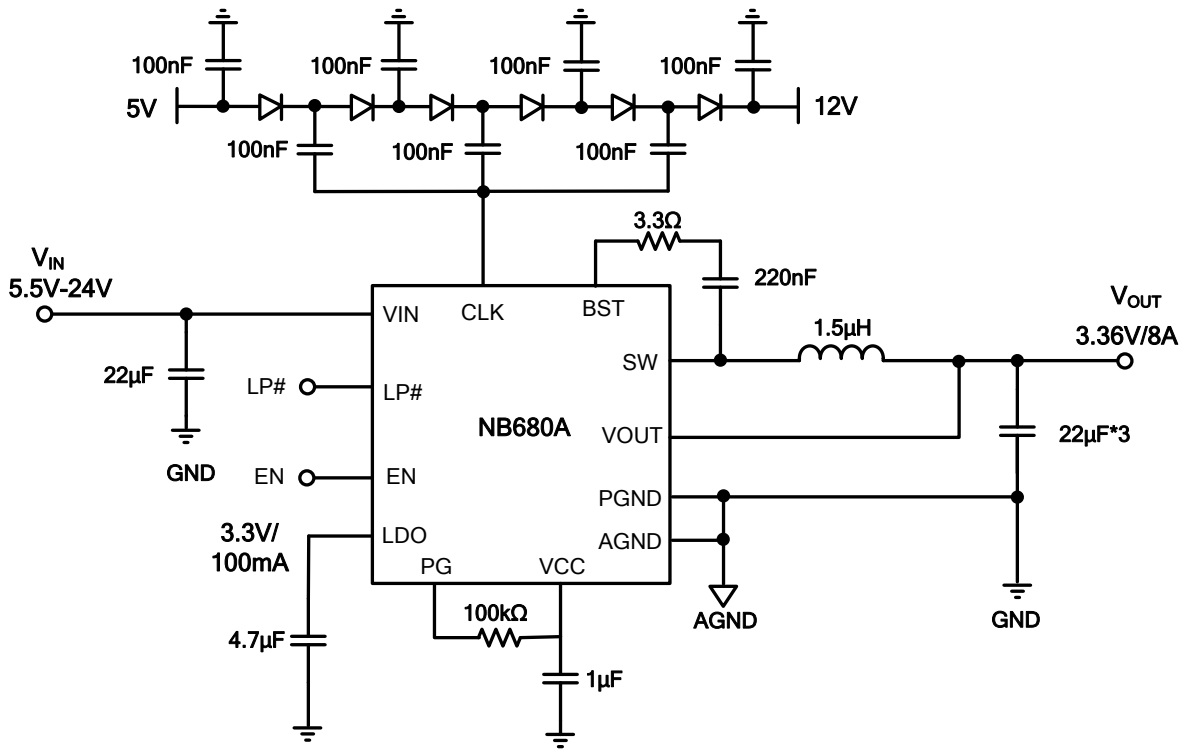 100nF
100nF
100nF
100nF
5V
12V
100nF
100nF
100nF
3.3Ω
220nF
VIN
5.5V-24V
VIN
CLK
BST
VOUT
3.36V/8A
1.5µH
SW
22µF
LP#
LP#
NB680A
VOUT
22µF*3
GND
EN
EN
PGND
3.3V/
100mA
LDO
AGND
PG
VCC
100kΩ
AGND
GND
4.7µF
1µF